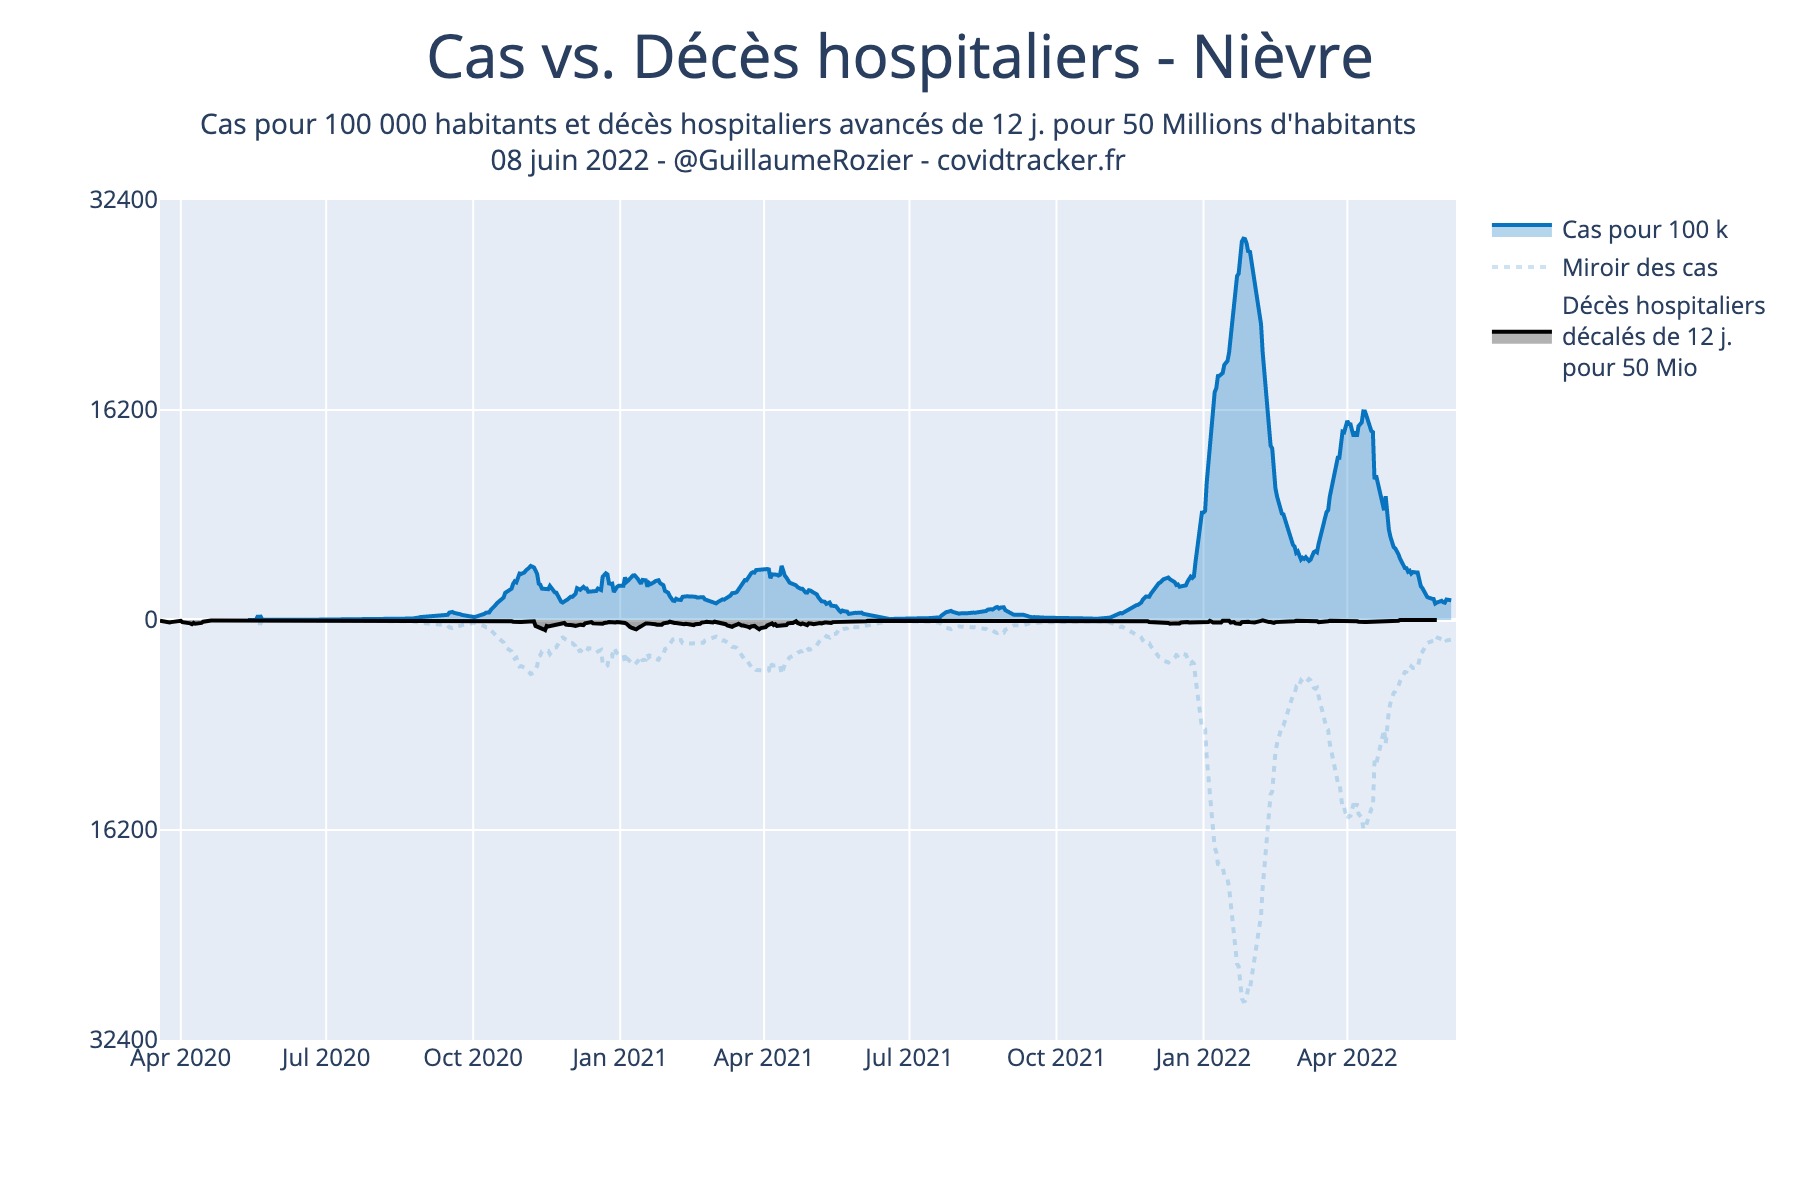 Cas vs. Décès hospitaliers - Nièvre
Cas pour 100 000 habitants et décès hospitaliers avancés de 12 j. pour 50 Millions d'habitants
08 juin 2022 - @GuillaumeRozier - covidtracker.fr
32400
16200
0
16200
32400
Apr 2020
Jul 2020
Oct 2020
Jan 2021
Apr 2021
Jul 2021
Oct 2021
Jan 2022
Apr 2022
Cas pour 100 k
Miroir des cas
Décès hospitaliers
décalés de 12 j.
pour 50 Mio